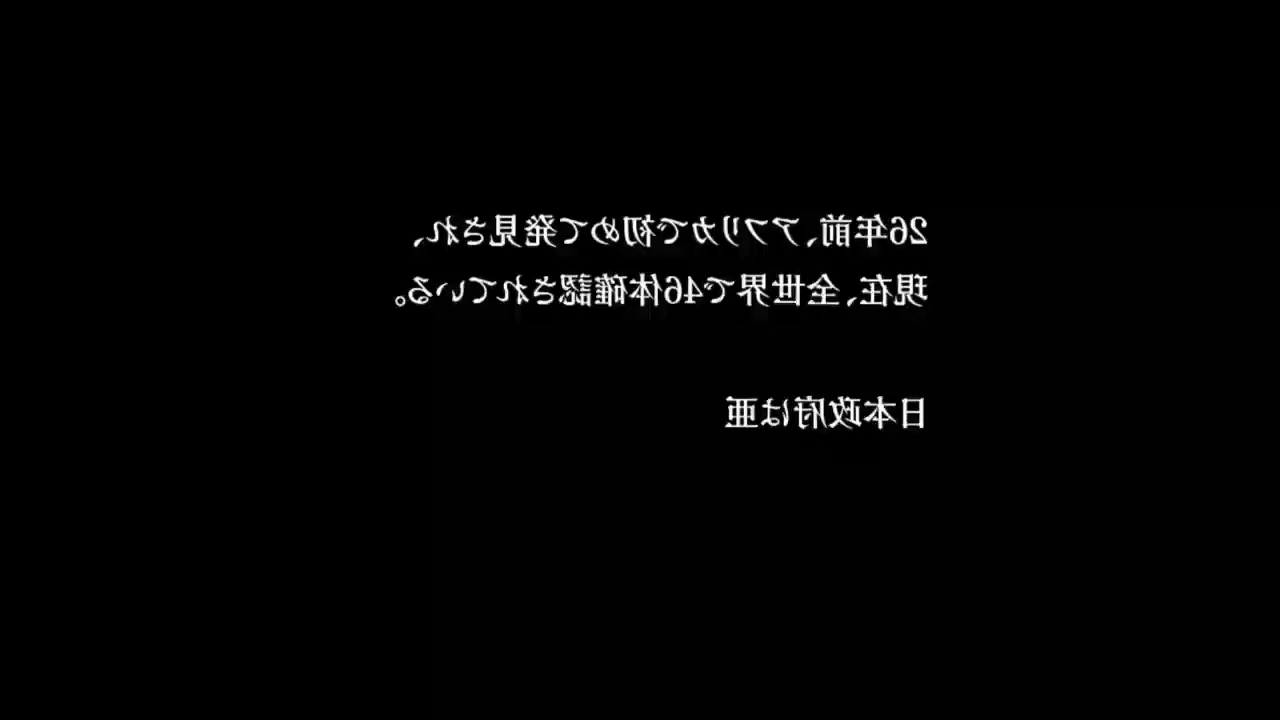 26年前、アフリカで初めて発見され、
現在、全世界で46体確認されている。
日本政府は亜